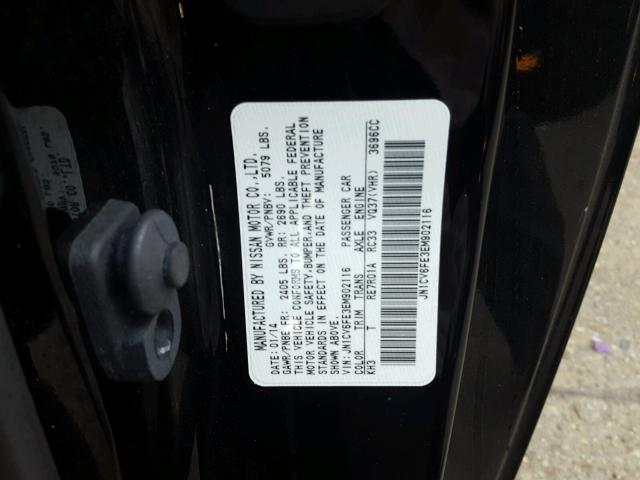 MANUFACTURED BY NISSAN MOTOR CO.,LTD.
DATE: 01/14 GVWR/PNBV: 5079 LBS.
GAWR/PNBE FR: 2405 LBS. RR: 2690 LBS.
THIS VEHICLE CONFORMS TO ALL APPLICABLE FEDERAL
MOTOR VEHICLE SAFETY,BUMPER,AND THEFT PREVENTION
STANDARDS IN EFFECT ON THE DATE OF MANUFACTURE
SHOWN ABOVE.
VIN: JN1CV6FE3EM902116 PASSENGER CAR
COLOR TRIM TRANS AXLE ENGINE
KH3 T RE7R01A RC33 VQ37(VHR) 3696CC
JN1CV6FE3EM902116